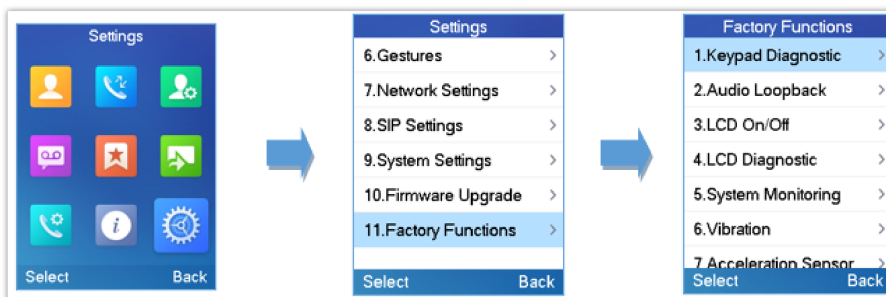 Settings
Select Back
Settings
6.Gestures
7.Network Settings
8.SIP Settings
9.System Settings
10.Firmware Upgrade
11.Factory Functions
Select Back
Factory Functions
1.Keypad Diagnostic
2.Audio Loopback
3.LCD On/Off
4.LCD Diagnostic
5.System Monitoring
6.Vibration
7.Acceleration Sensor
Select Back